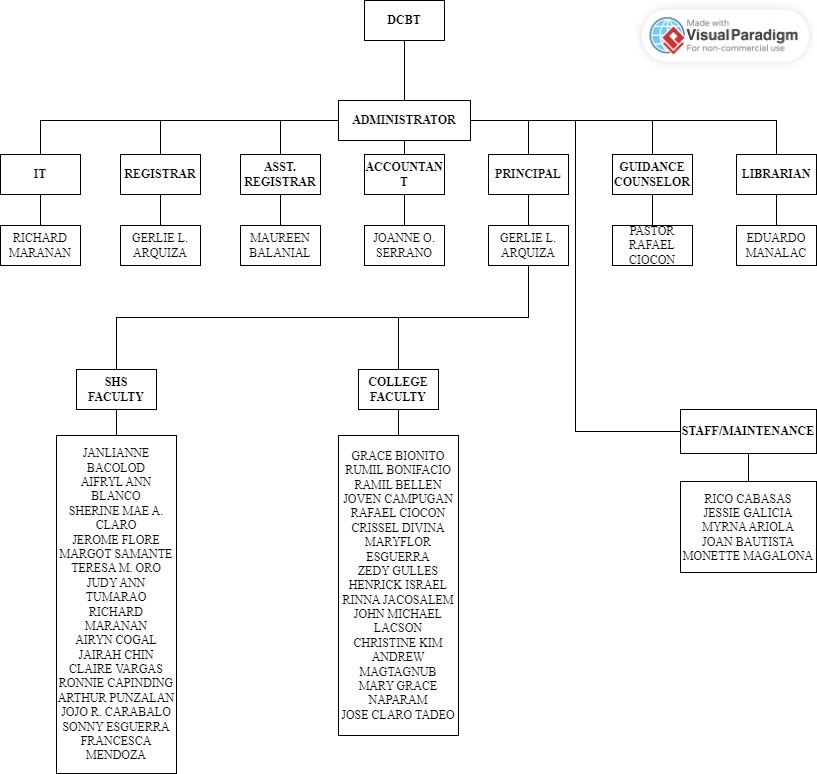 DCBT
Made with
VisualParadigm
For non-commercial use
ADMINISTRATOR
IT
REGISTRAR
ASST.
REGISTRAR
ACCOUNTAN
T
PRINCIPAL
GUIDANCE
COUNSELOR
LIBRARIAN
RICHARD
MARANAN
GERLIE L.
ARQUIZA
MAUREEN
BALANIAL
JOANNE O.
SERRANO
GERLIE L.
ARQUIZA
PASTOR
RAFAEL
CIOCON
EDUARDO
MANALAC
SHS
FACULTY
JANLIANNE
BACOLOD
AIFRYL ANN
BLANCO
SHERINE MAE A.
CLARO
JEROME FLORE
MARGOT SAMANTE
TERESA M. ORO
JUDY ANN
TUMARAO
RICHARD
MARANAN
AIRYN COGAL
JAIRAH CHIN
CLAIRE VARGAS
RONNIE CAPINDING
ARTHUR PUNZALAN
JOJO R. CARABALO
SONNY ESGUERRA
FRANCESCA
MENDOZA
COLLEGE
FACULTY
GRACE BIONITO
RUMIL BONIFACIO
RAMIL BELLEN
JOVEN CAMPUGAN
RAFAEL CIOCON
CRISSEL DIVINA
MARYFLOR
ESGUERRA
ZEDY GULLES
HENRICK ISRAEL
RINNA JACOSALEM
JOHN MICHAEL
LACSON
CHRISTINE KIM
ANDREW
MAGTAGNUB
MARY GRACE
NAPARAM
JOSE CLARO TADEO
STAFF/MAINTENANCE
RICO CABASAS
JESSIE GALICIA
MYRNA ARIOLA
JOAN BAUTISTA
MONETTE MAGALONA